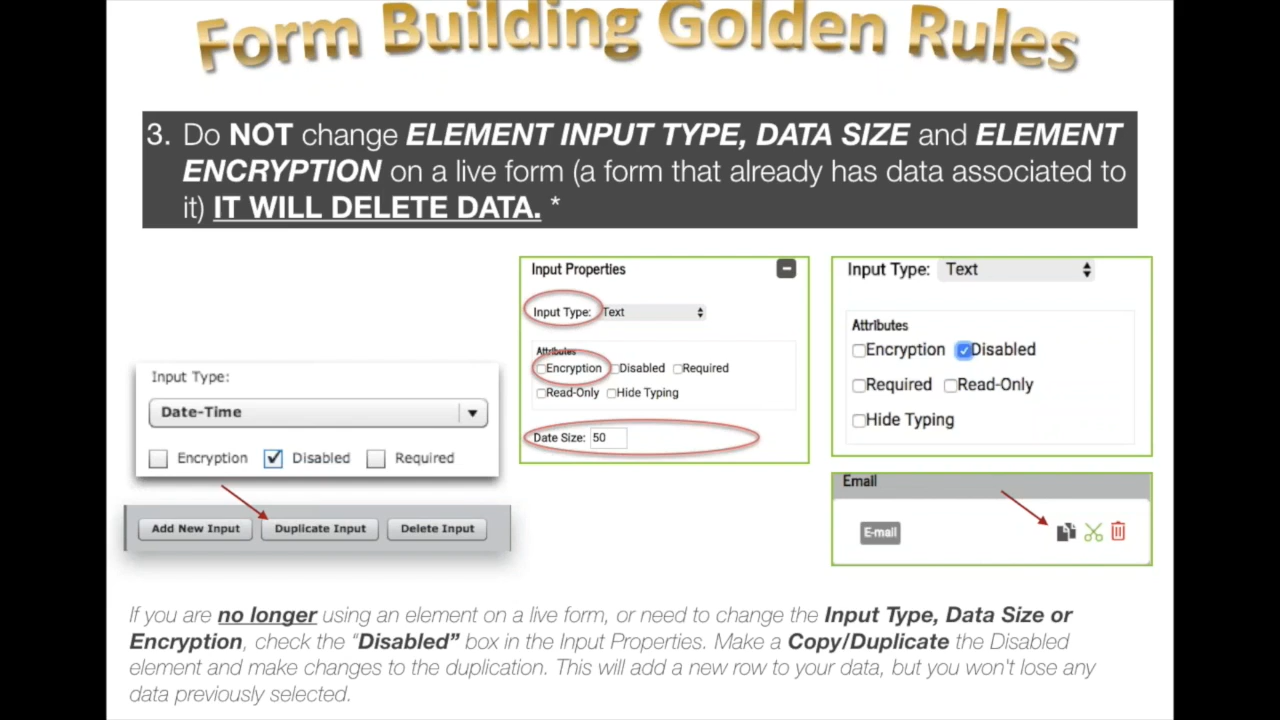 Form Building Golden Rules
3. Do NOT change ELEMENT INPUT TYPE, DATA SIZE and ELEMENT
ENCRYPTION on a live form (a form that already has data associated to
it) IT WILL DELETE DATA. *
Input Type:
Date-Time
Encryption Disabled Required
Add New Input Duplicate Input Delete Input
Input Properties
Input Type: Text
Attributes
Encryption Disabled Required
Read-Only Hide Typing
Date Size: 50
Input Type: Text
Attributes
Encryption Disabled
Required Read-Only
Hide Typing
Email
E-mail
If you are no longer using an element on a live form, or need to change the Input Type, Data Size or
Encryption, check the “Disabled” box in the Input Properties. Make a Copy/Duplicate the Disabled
element and make changes to the duplication. This will add a new row to your data, but you won't lose any
data previously selected.